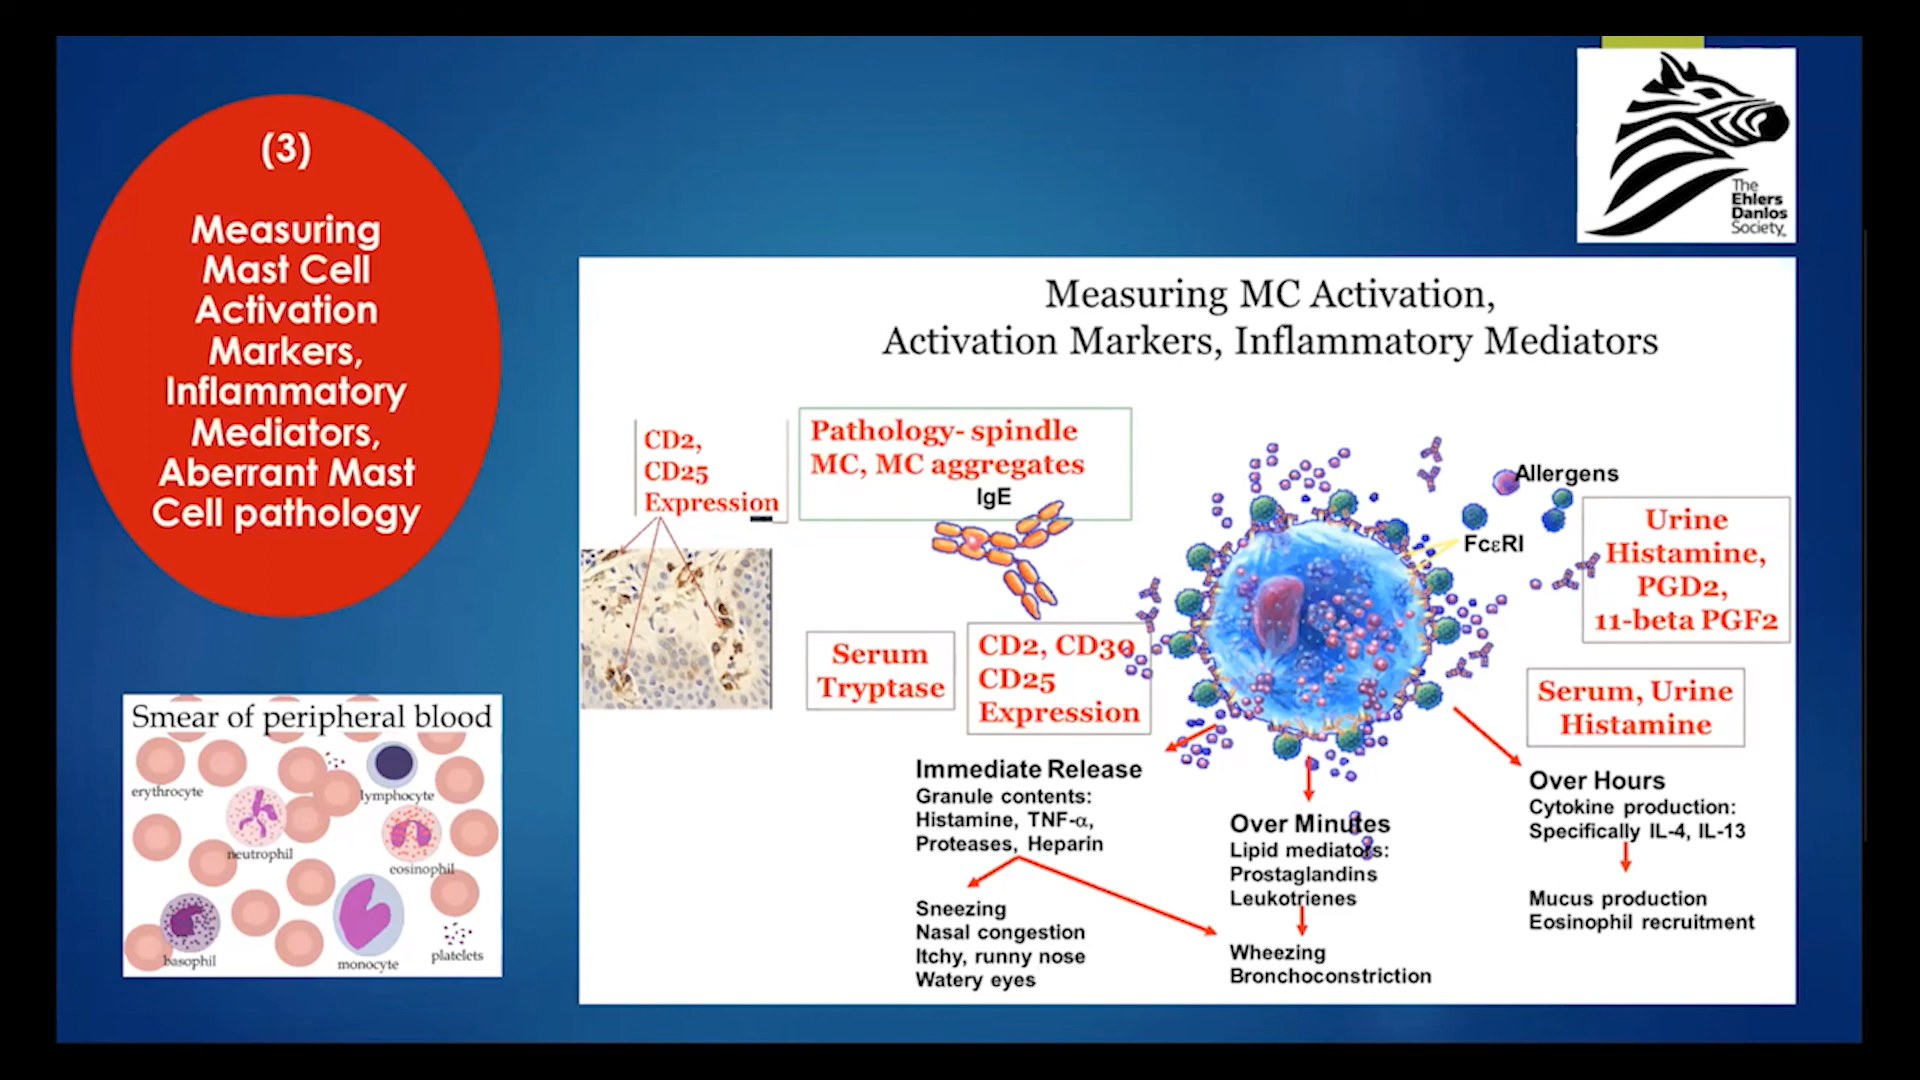 (3)
Measuring
Mast Cell
Activation
Markers,
Inflammatory
Mediators,
Aberrant Mast
Cell pathology
The
Ehlers
Danlos
Society
Measuring MC Activation,
Activation Markers, Inflammatory Mediators
CD2,
CD25
Expression
Pathology- spindle
MC, MC aggregates
IgE
Allergens
FcεRI
Urine
Histamine,
PGD2,
11-beta PGF2
Serum
Tryptase
CD2, CD30
CD25
Expression
Serum, Urine
Histamine
Immediate Release
Granule contents:
Histamine, TNF-α,
Proteases, Heparin
Sneezing
Nasal congestion
Itchy, runny nose
Watery eyes
Over Minutes
Lipid mediators:
Prostaglandins
Leukotrienes
Wheezing
Bronchoconstriction
Over Hours
Cytokine production:
Specifically IL-4, IL-13
Mucus production
Eosinophil recruitment
Smear of peripheral blood
erythrocyte
lymphocyte
neutrophil
eosinophil
basophil
monocyte
platelets